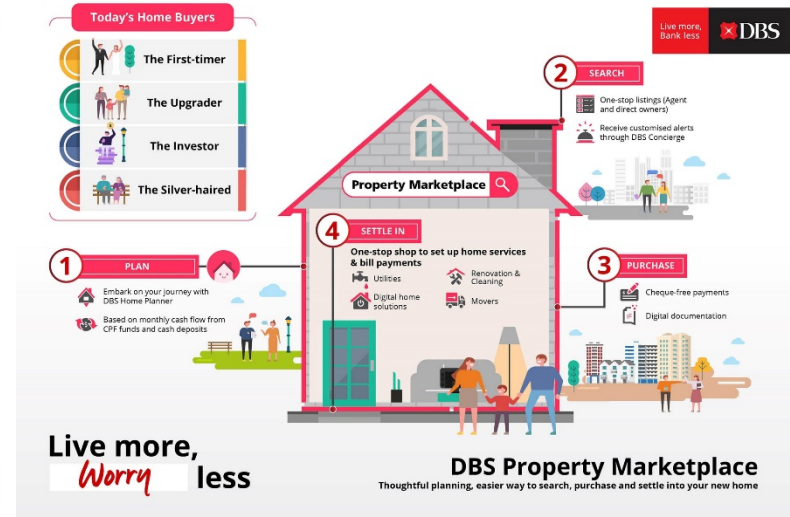 Today's Home Buyers
The First-timer
The Upgrader
The Investor
The Silver-haired
Live more,
Bank less
DBS
Property Marketplace
1
PLAN
Embark on your journey with
DBS Home Planner
Based on monthly cash flow from
CPF funds and cash deposits
2
SEARCH
One-stop listings (Agent
and direct owners)
Receive customised alerts
through DBS Concierge
3
PURCHASE
Cheque-free payments
Digital documentation
4
SETTLE IN
One-stop shop to set up home services
& bill payments
Utilities
Renovation &
Cleaning
Digital home
solutions
Movers
Live more,
Worry less
DBS Property Marketplace
Thoughtful planning, easier way to search, purchase and settle into your new home